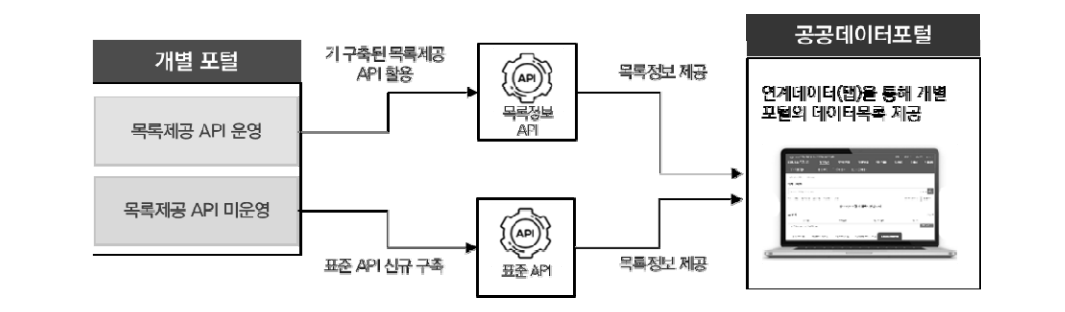 개별 포털
목록제공 API 운영
목록제공 API 미운영
기 구축된 목록제공
API 활용
표준 API 신규 구축
API
목록정보
API
API
표준 API
목록정보 제공
목록정보 제공
공공데이터포털
연계데이터(탭)을 통해 개별
포털의 데이터목록 제공